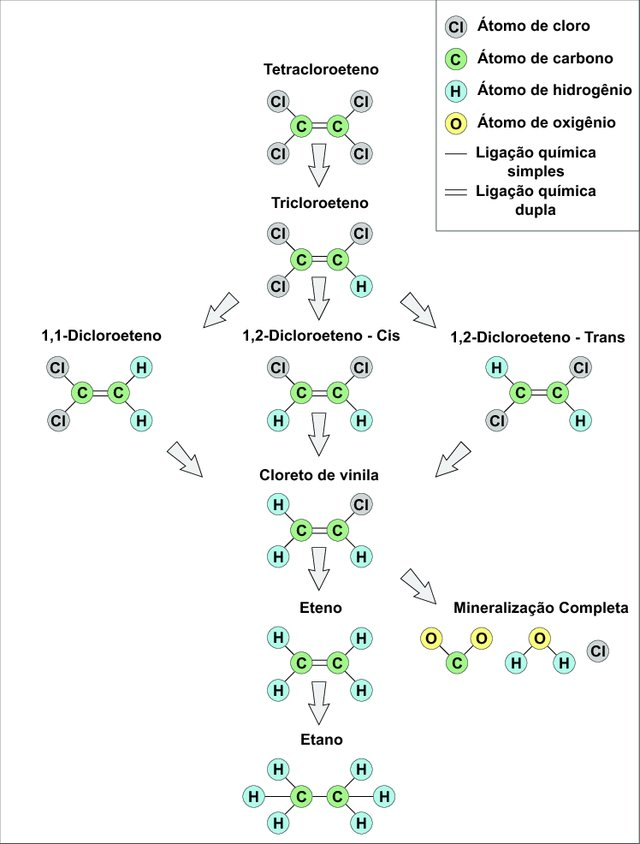 Cl Átomo de cloro
C Átomo de carbono
H Átomo de hidrogênio
O Átomo de oxigênio
Ligação química
simples
Ligação química
dupla
Tetracloroeteno
Cl Cl
C C
Cl Cl
Tricloroeteno
Cl Cl
C C
Cl H
1,1-Dicloroeteno
Cl H
C C
Cl H
1,2-Dicloroeteno - Cis
Cl Cl
C C
H H
1,2-Dicloroeteno - Trans
H Cl
C C
Cl H
Cloreto de vinila
H Cl
C C
H H
Eteno
H H
C C
H H
Mineralização Completa
O O O Cl
C H H
Etano
H H
H C C H
H H